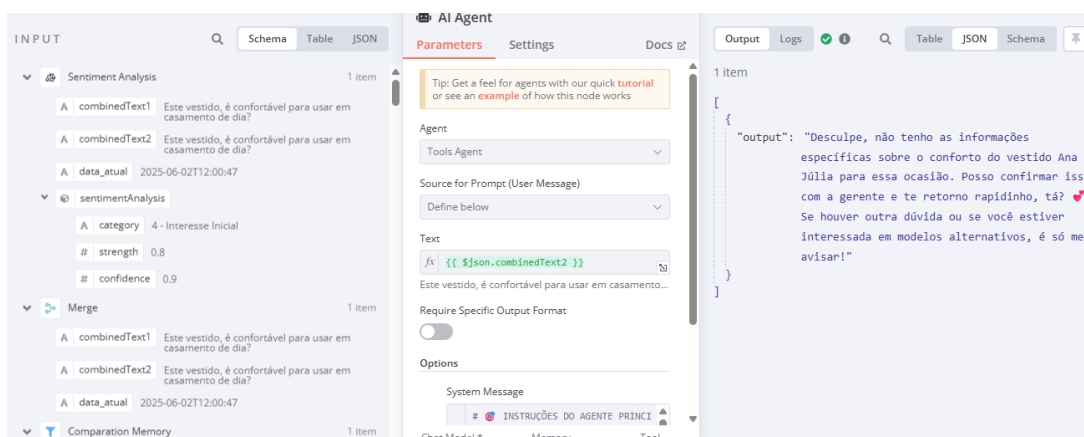 INPUT
Schema
Table
JSON
Sentiment Analysis
1 item
A combinedText1 Este vestido, é confortável para usar em
casamento de dia?
A combinedText2 Este vestido, é confortável para usar em
casamento de dia?
A data_atual 2025-06-02T12:00:47
sentimentAnalysis
A category 4 - Interesse Inicial
# strength 0.8
# confidence 0.9
Merge
1 item
A combinedText1 Este vestido, é confortável para usar em
casamento de dia?
A combinedText2 Este vestido, é confortável para usar em
casamento de dia?
A data_atual 2025-06-02T12:00:47
Comparation Memory
1 item
AI Agent
Parameters
Settings
Docs
Tip: Get a feel for agents with our quick tutorial
or see an example of how this node works
Agent
Tools Agent
Source for Prompt (User Message)
Define below
Text
fx {{ $json.combinedText2 }}
Este vestido, é confortável para usar em casamento...
Require Specific Output Format
Options
System Message
# 🎯 INSTRUÇÕES DO AGENTE PRINCI
Chat Model *
Memory
Tool
Output
Logs
Table
JSON
Schema
1 item
[
{
"output": "Desculpe, não tenho as informações
específicas sobre o conforto do vestido Ana
Júlia para essa ocasião. Posso confirmar iss
com a gerente e te retorno rapidinho, tá? 💕
Se houver outra dúvida ou se você estiver
interessada em modelos alternativos, é só me
avisar!"
}
]